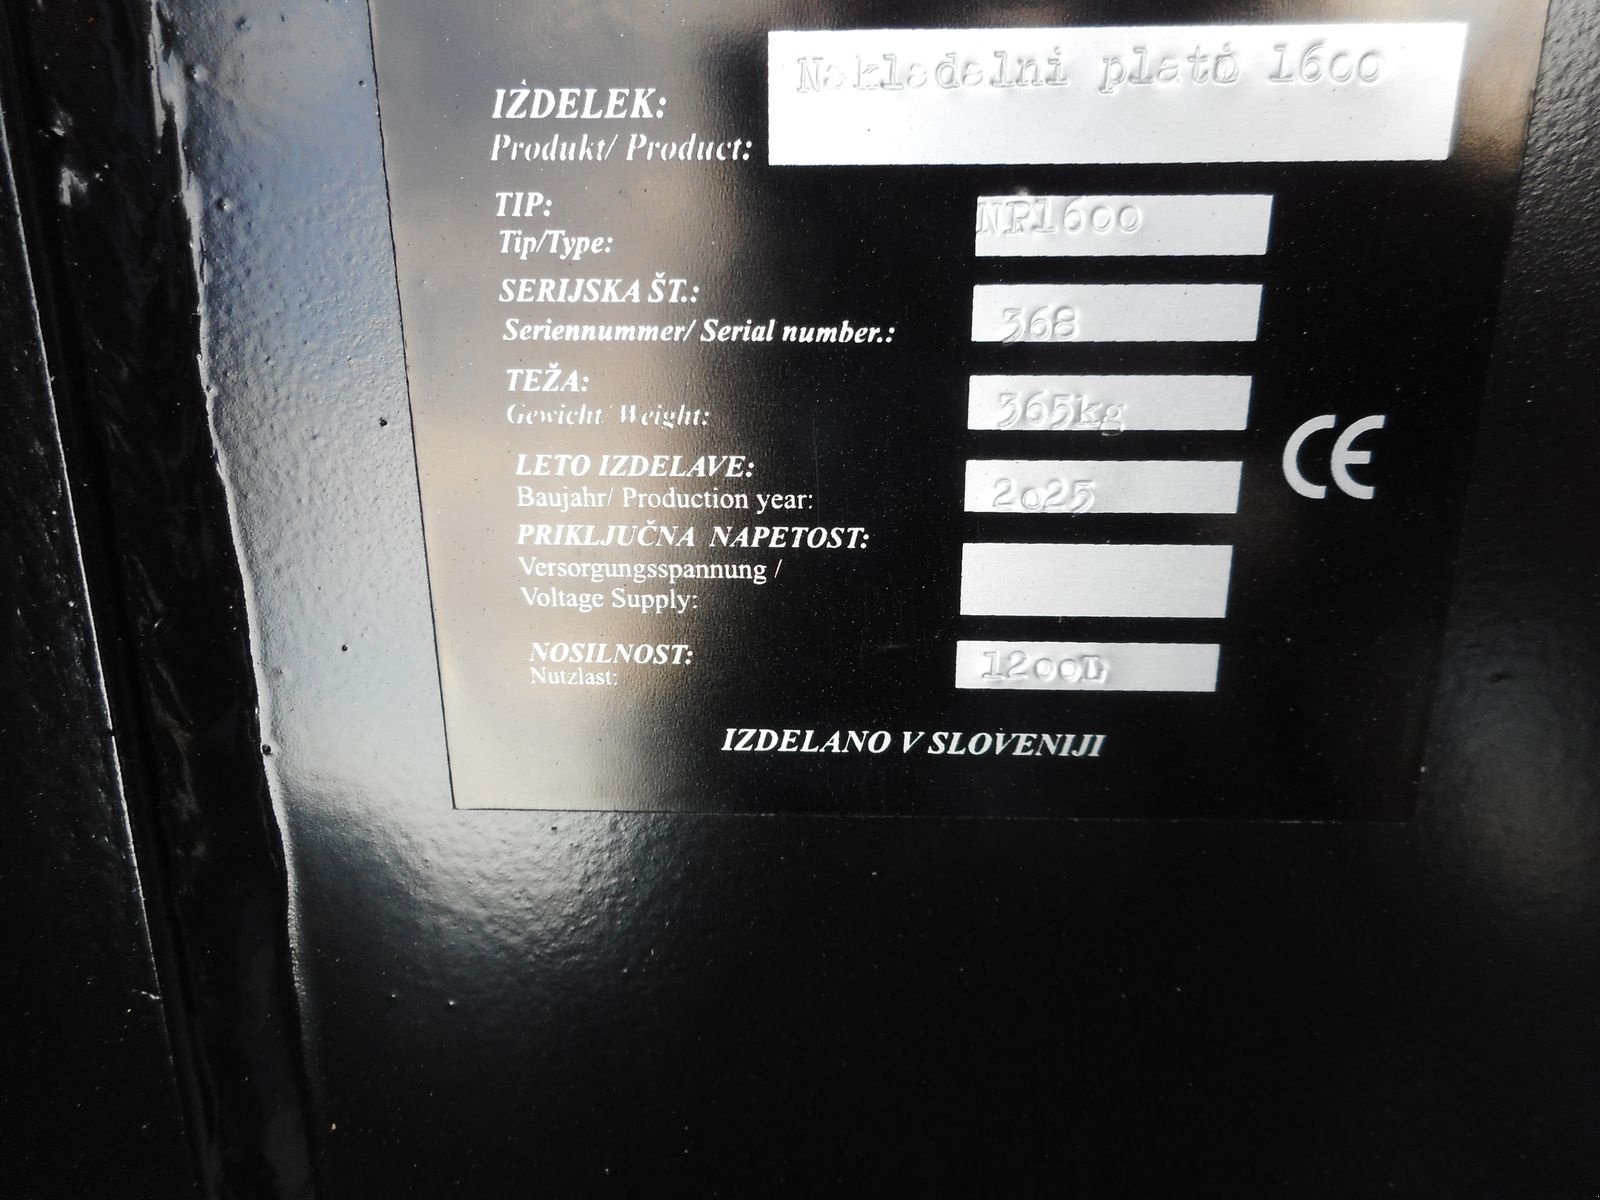 Nakladalni plató 1600
IZDELEK:
Produkt/ Product:
TIP:
NP1600
Tip/Type:
SERIJSKA ŠT.:
368
Seriennummer/ Serial number.:
TEŽA:
365kg
Gewicht/ Weight:
CE
LETO IZDELAVE:
2025
Baujahr/ Production year:
PRIKLJUČNA NAPETOST:
Versorgungsspannung /
Voltage Supply:
NOSILNOST:
1200L
Nutzlast:
IZDELANO V SLOVENIJI